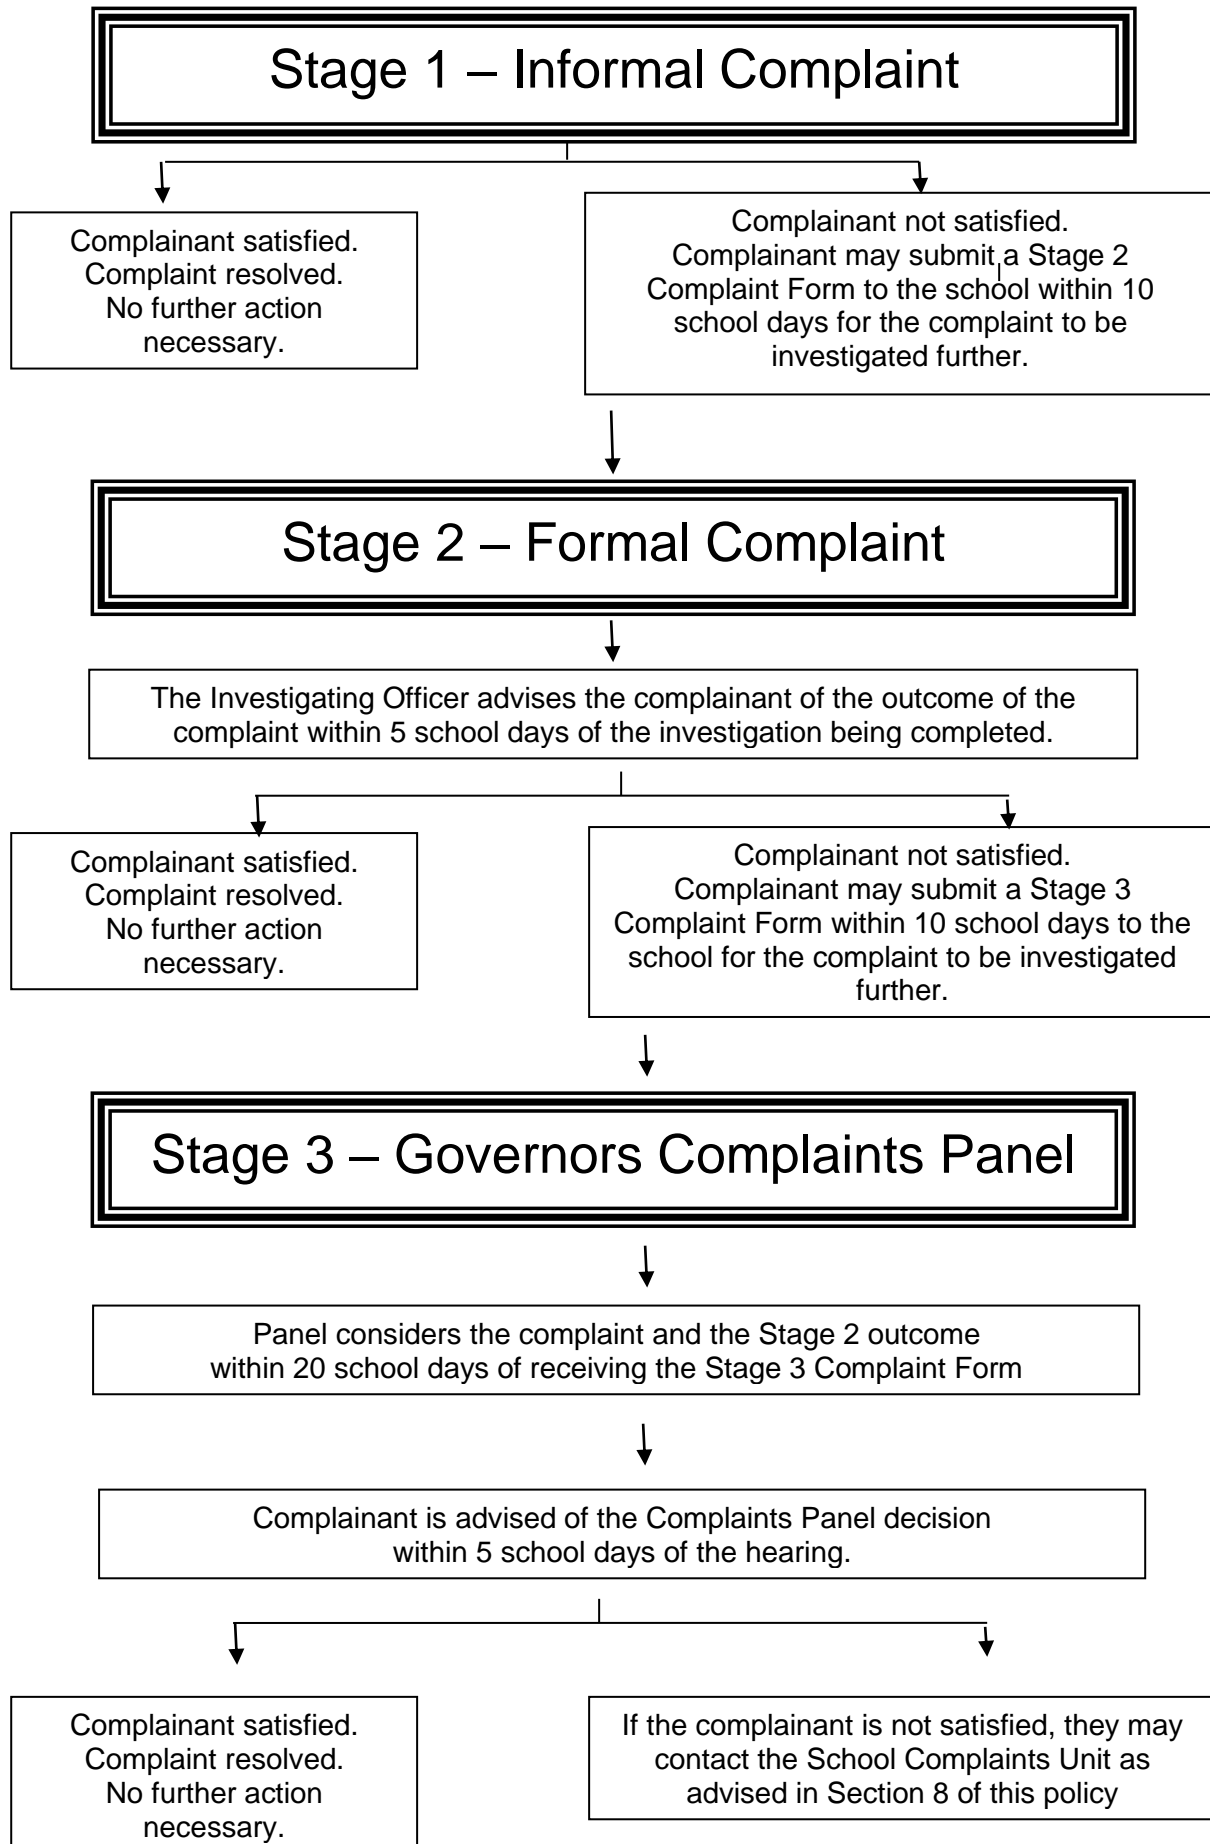 Stage 1 – Informal Complaint
Complainant satisfied.
Complaint resolved.
No further action
necessary.
Complainant not satisfied.
Complainant may submit a Stage 2
Complaint Form to the school within 10
school days for the complaint to be
investigated further.
Stage 2 – Formal Complaint
The Investigating Officer advises the complainant of the outcome of the
complaint within 5 school days of the investigation being completed.
Complainant satisfied.
Complaint resolved.
No further action
necessary.
Complainant not satisfied.
Complainant may submit a Stage 3
Complaint Form within 10 school days to the
school for the complaint to be investigated
further.
Stage 3 – Governors Complaints Panel
Panel considers the complaint and the Stage 2 outcome
within 20 school days of receiving the Stage 3 Complaint Form
Complainant is advised of the Complaints Panel decision
within 5 school days of the hearing.
Complainant satisfied.
Complaint resolved.
No further action
necessary.
If the complainant is not satisfied, they may
contact the School Complaints Unit as
advised in Section 8 of this policy